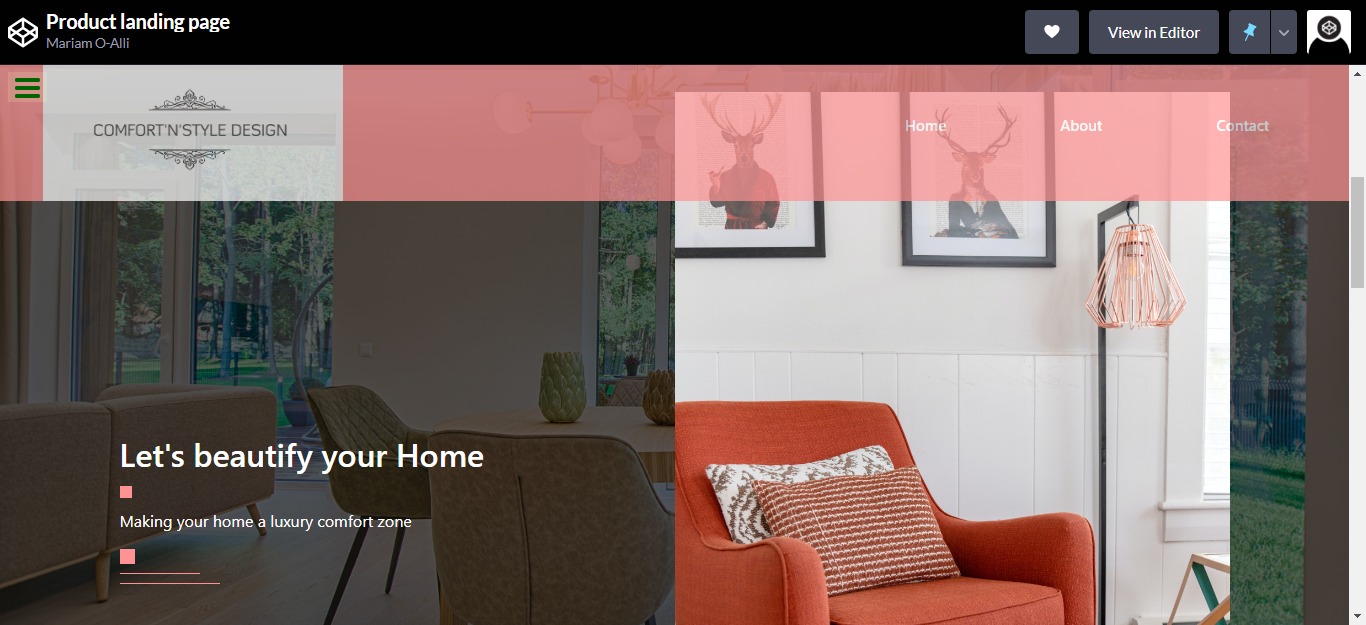 Product landing page
Mariam O-Alli
View in Editor
COMFORT'N'STYLE DESIGN
Home
About
Contact
Let's beautify your Home
Making your home a luxury comfort zone